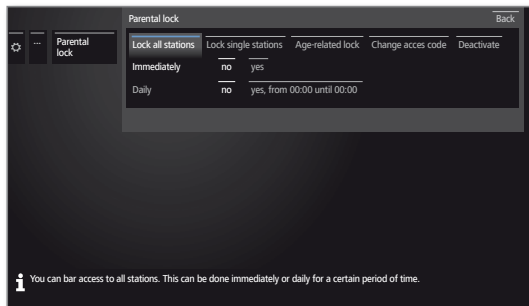 Parental lock Back
... Parental lock
Lock all stations Lock single stations Age-related lock Change acces code Deactivate
Immediately no yes
Daily no yes, from 00:00 until 00:00
You can bar access to all stations. This can be done immediately or daily for a certain period of time.